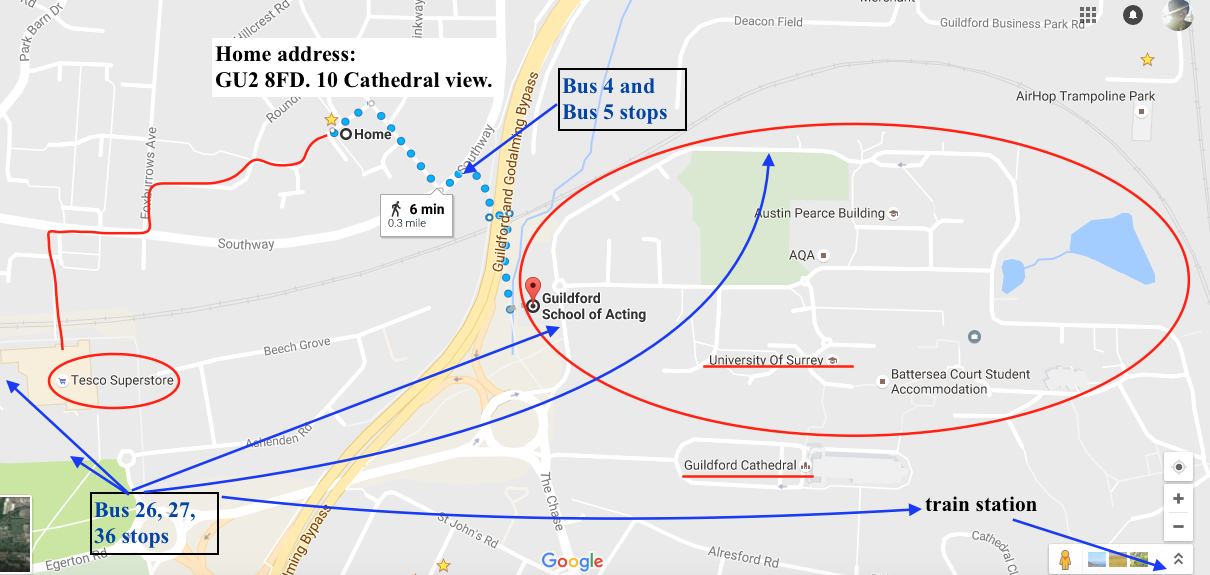 Park Barn Dr
Hillcrest Rd
Deacon Field
Guildford Business Park Rd
Home address:
GU2 8FD. 10 Cathedral view.
Bus 4 and
Bus 5 stops
AirHop Trampoline Park
Home
Foxburrows Ave
Southway
Guildford and Godalming Bypass
6 min
0.3 mile
Southway
Austin Pearce Building
AQA
Guildford
School of Acting
Beech Grove
University Of Surrey
Tesco Superstore
Battersea Court Student
Accommodation
Ashenden Rd
Guildford Cathedral
The Chase
Bus 26, 27,
36 stops
train station
St John's Rd
Egerton Rd
Google
Alresford Rd